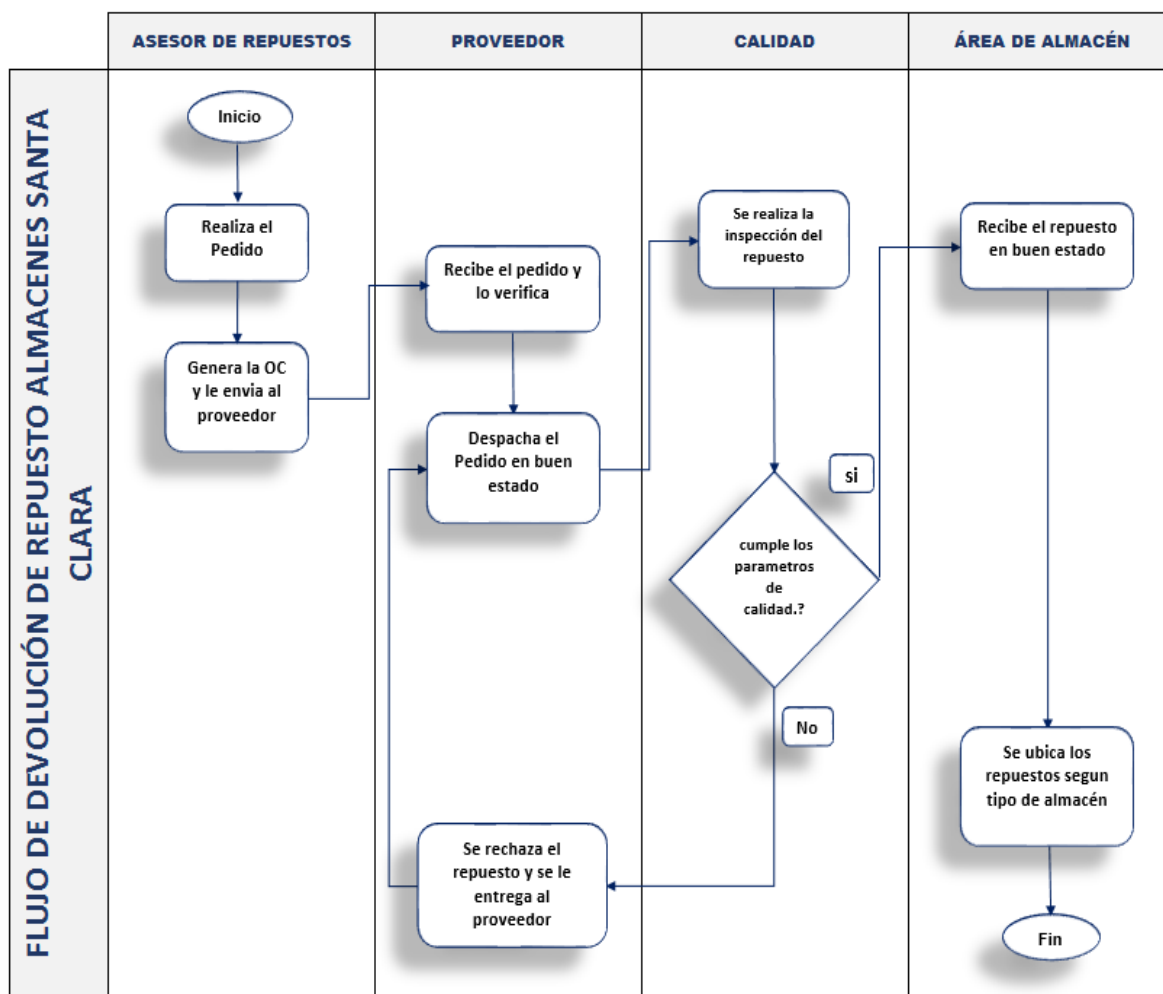 ASESOR DE REPUESTOS
PROVEEDOR
CALIDAD
ÁREA DE ALMACÉN
FLUJO DE DEVOLUCIÓN DE REPUESTO ALMACENES SANTA
CLARA
Inicio
Realiza el
Pedido
Genera la OC
y le envia al
proveedor
Recibe el pedido y
lo verifica
Despacha el
Pedido en buen
estado
Se rechaza el
repuesto y se le
entrega al
proveedor
Se realiza la
inspección del
repuesto
cumple los
parametros
de
calidad.?
si
No
Recibe el repuesto
en buen estado
Se ubica los
repuestos segun
tipo de almacén
Fin